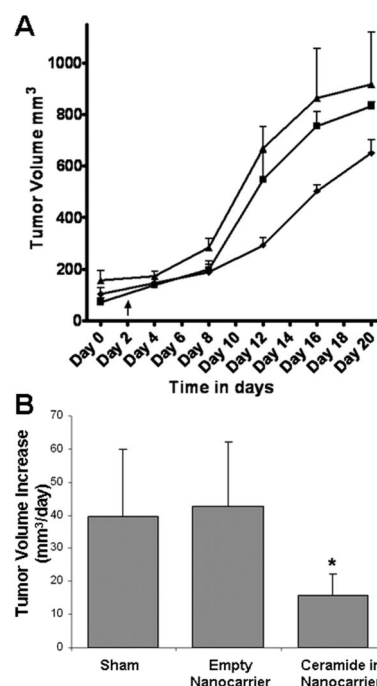 A
Tumor Volume mm3
1000
800
600
400
200
0
Day 0
Day 2
Day 4
Day 6
Day 8
Day 10
Day 12
Day 14
Day 16
Day 18
Day 20
Time in days
B
Tumor Volume Increase
(mm3/day)
70
60
50
40
30
20
10
0
*
Sham
Empty
Nanocarrier
Ceramide in
Nanocarrier